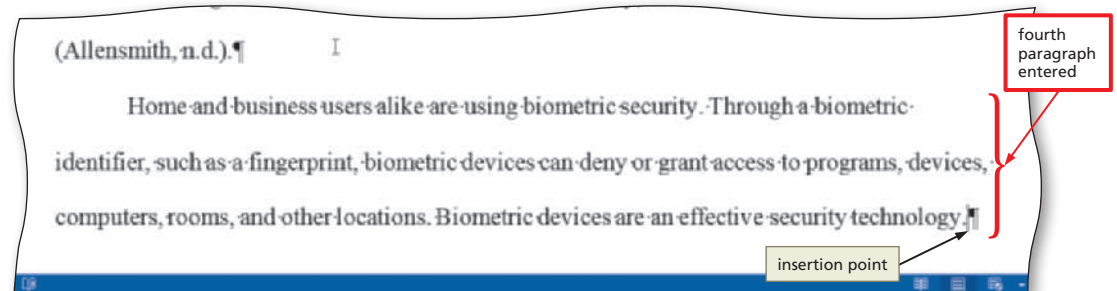 (Allensmith, n.d.).¶
Home and business users alike are using biometric security. Through a biometric
identifier, such as a fingerprint, biometric devices can deny or grant access to programs, devices,
computers, rooms, and other locations. Biometric devices are an effective security technology.¶
fourth
paragraph
entered
insertion point